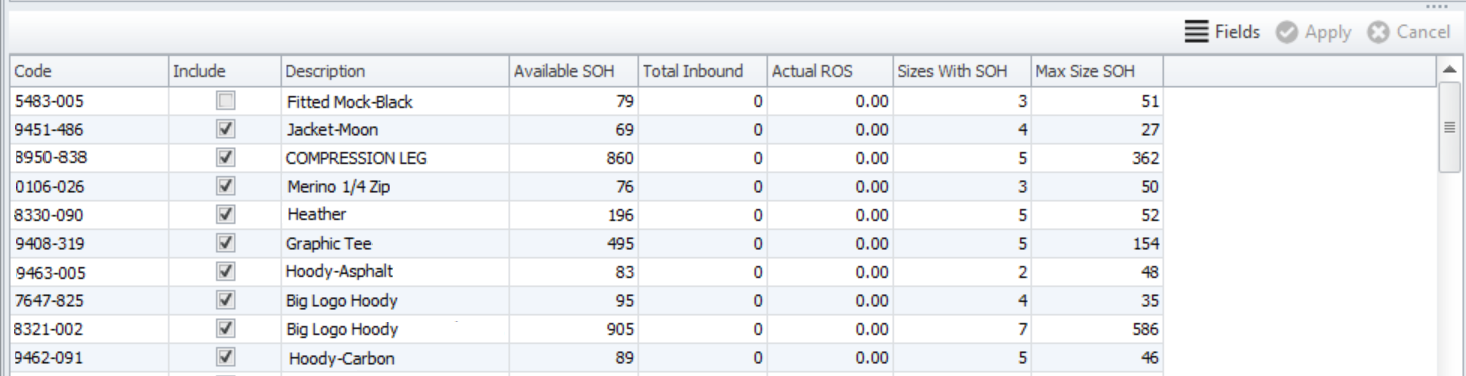 Fields Apply Cancel
Code Include Description Available SOH Total Inbound Actual ROS Sizes With SOH Max Size SOH
5483-005 Fitted Mock-Black 79 0 0.00 3 51
9451-486 Jacket-Moon 69 0 0.00 4 27
8950-838 COMPRESSION LEG 860 0 0.00 5 362
0106-026 Merino 1/4 Zip 76 0 0.00 3 50
8330-090 Heather 196 0 0.00 5 52
9408-319 Graphic Tee 495 0 0.00 5 154
9463-005 Hoody-Asphalt 83 0 0.00 2 48
7647-825 Big Logo Hoody 95 0 0.00 4 35
8321-002 Big Logo Hoody 905 0 0.00 7 586
9462-091 Hoody-Carbon 89 0 0.00 5 46